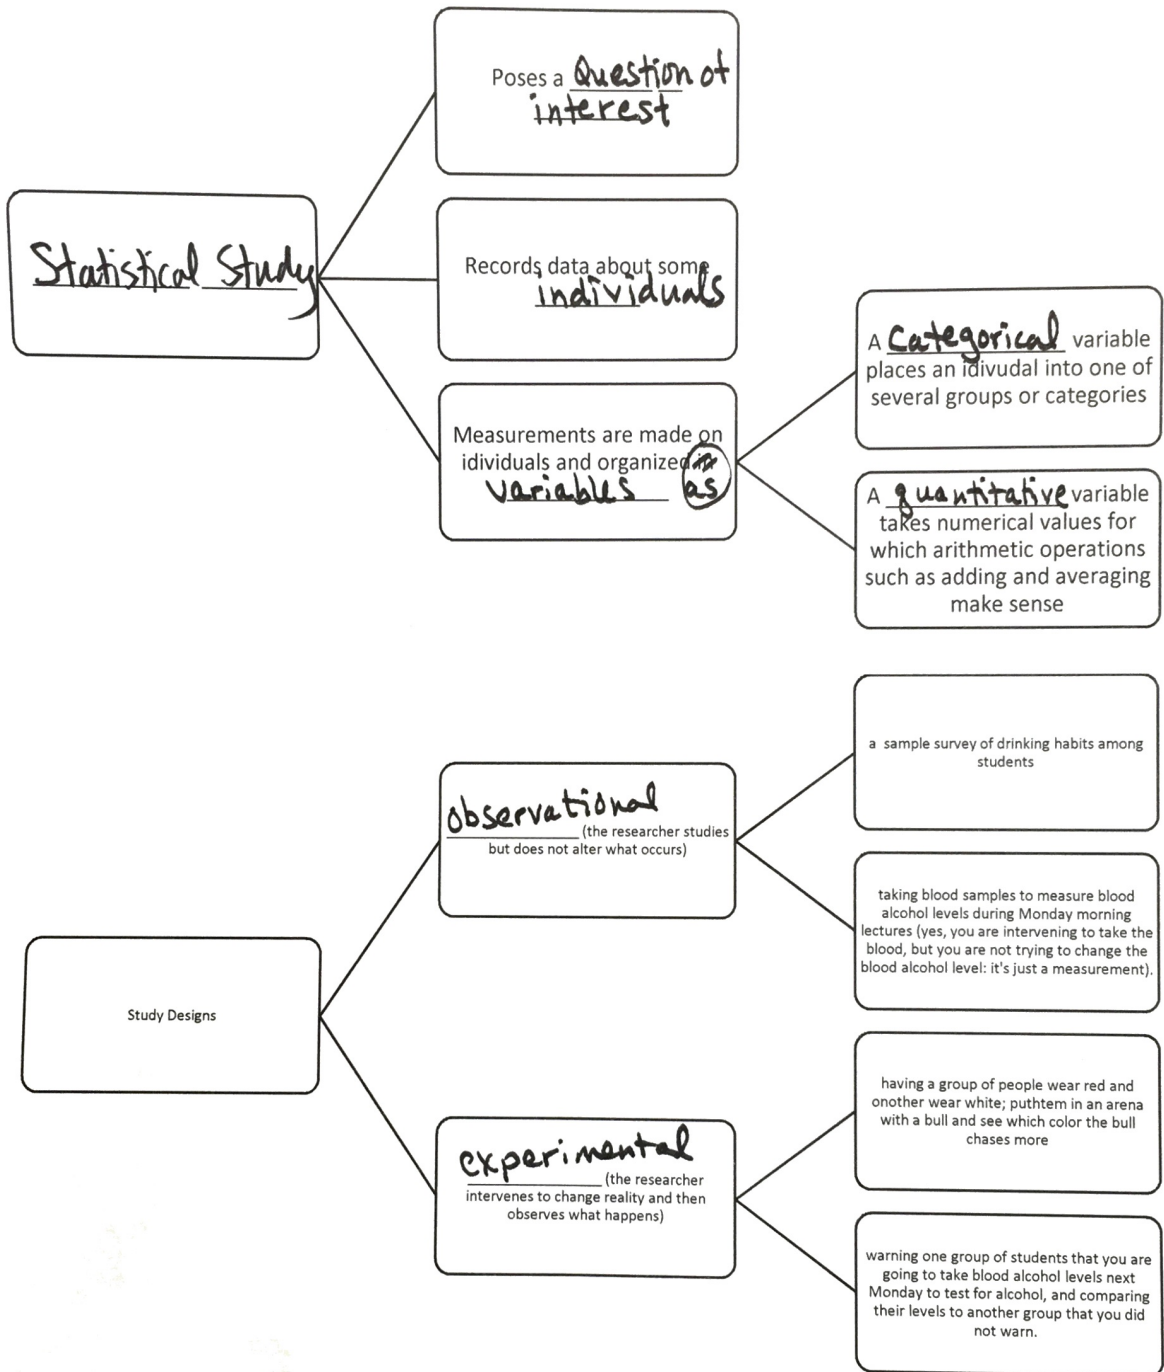 Poses a Question of
interest
Statistical Study
Records data about some
individuals
Measurements are made on
idividuals and organized in
variables as
A Categorical variable
places an idivudal into one of
several groups or categories
A quantitative variable
takes numerical values for
which arithmetic operations
such as adding and averaging
make sense
Study Designs
observational
(the researcher studies
but does not alter what occurs)
a sample survey of drinking habits among
students
taking blood samples to measure blood
alcohol levels during Monday morning
lectures (yes, you are intervening to take the
blood, but you are not trying to change the
blood alcohol level: it's just a measurement).
experimental
(the researcher
intervenes to change reality and then
observes what happens)
having a group of people wear red and
onother wear white; puthtem in an arena
with a bull and see which color the bull
chases more
warning one group of students that you are
going to take blood alcohol levels next
Monday to test for alcohol, and comparing
their levels to another group that you did
not warn.